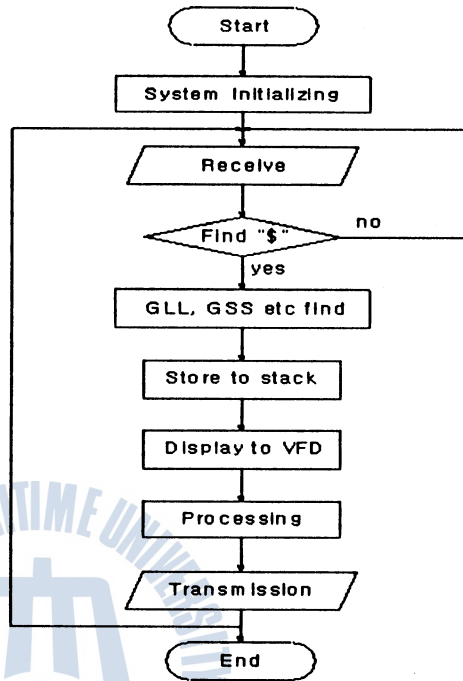 Start
System Initializing
Receive
Find "$"
no
yes
GLL, GSS etc find
Store to stack
Display to VFD
Processing
Transmission
End